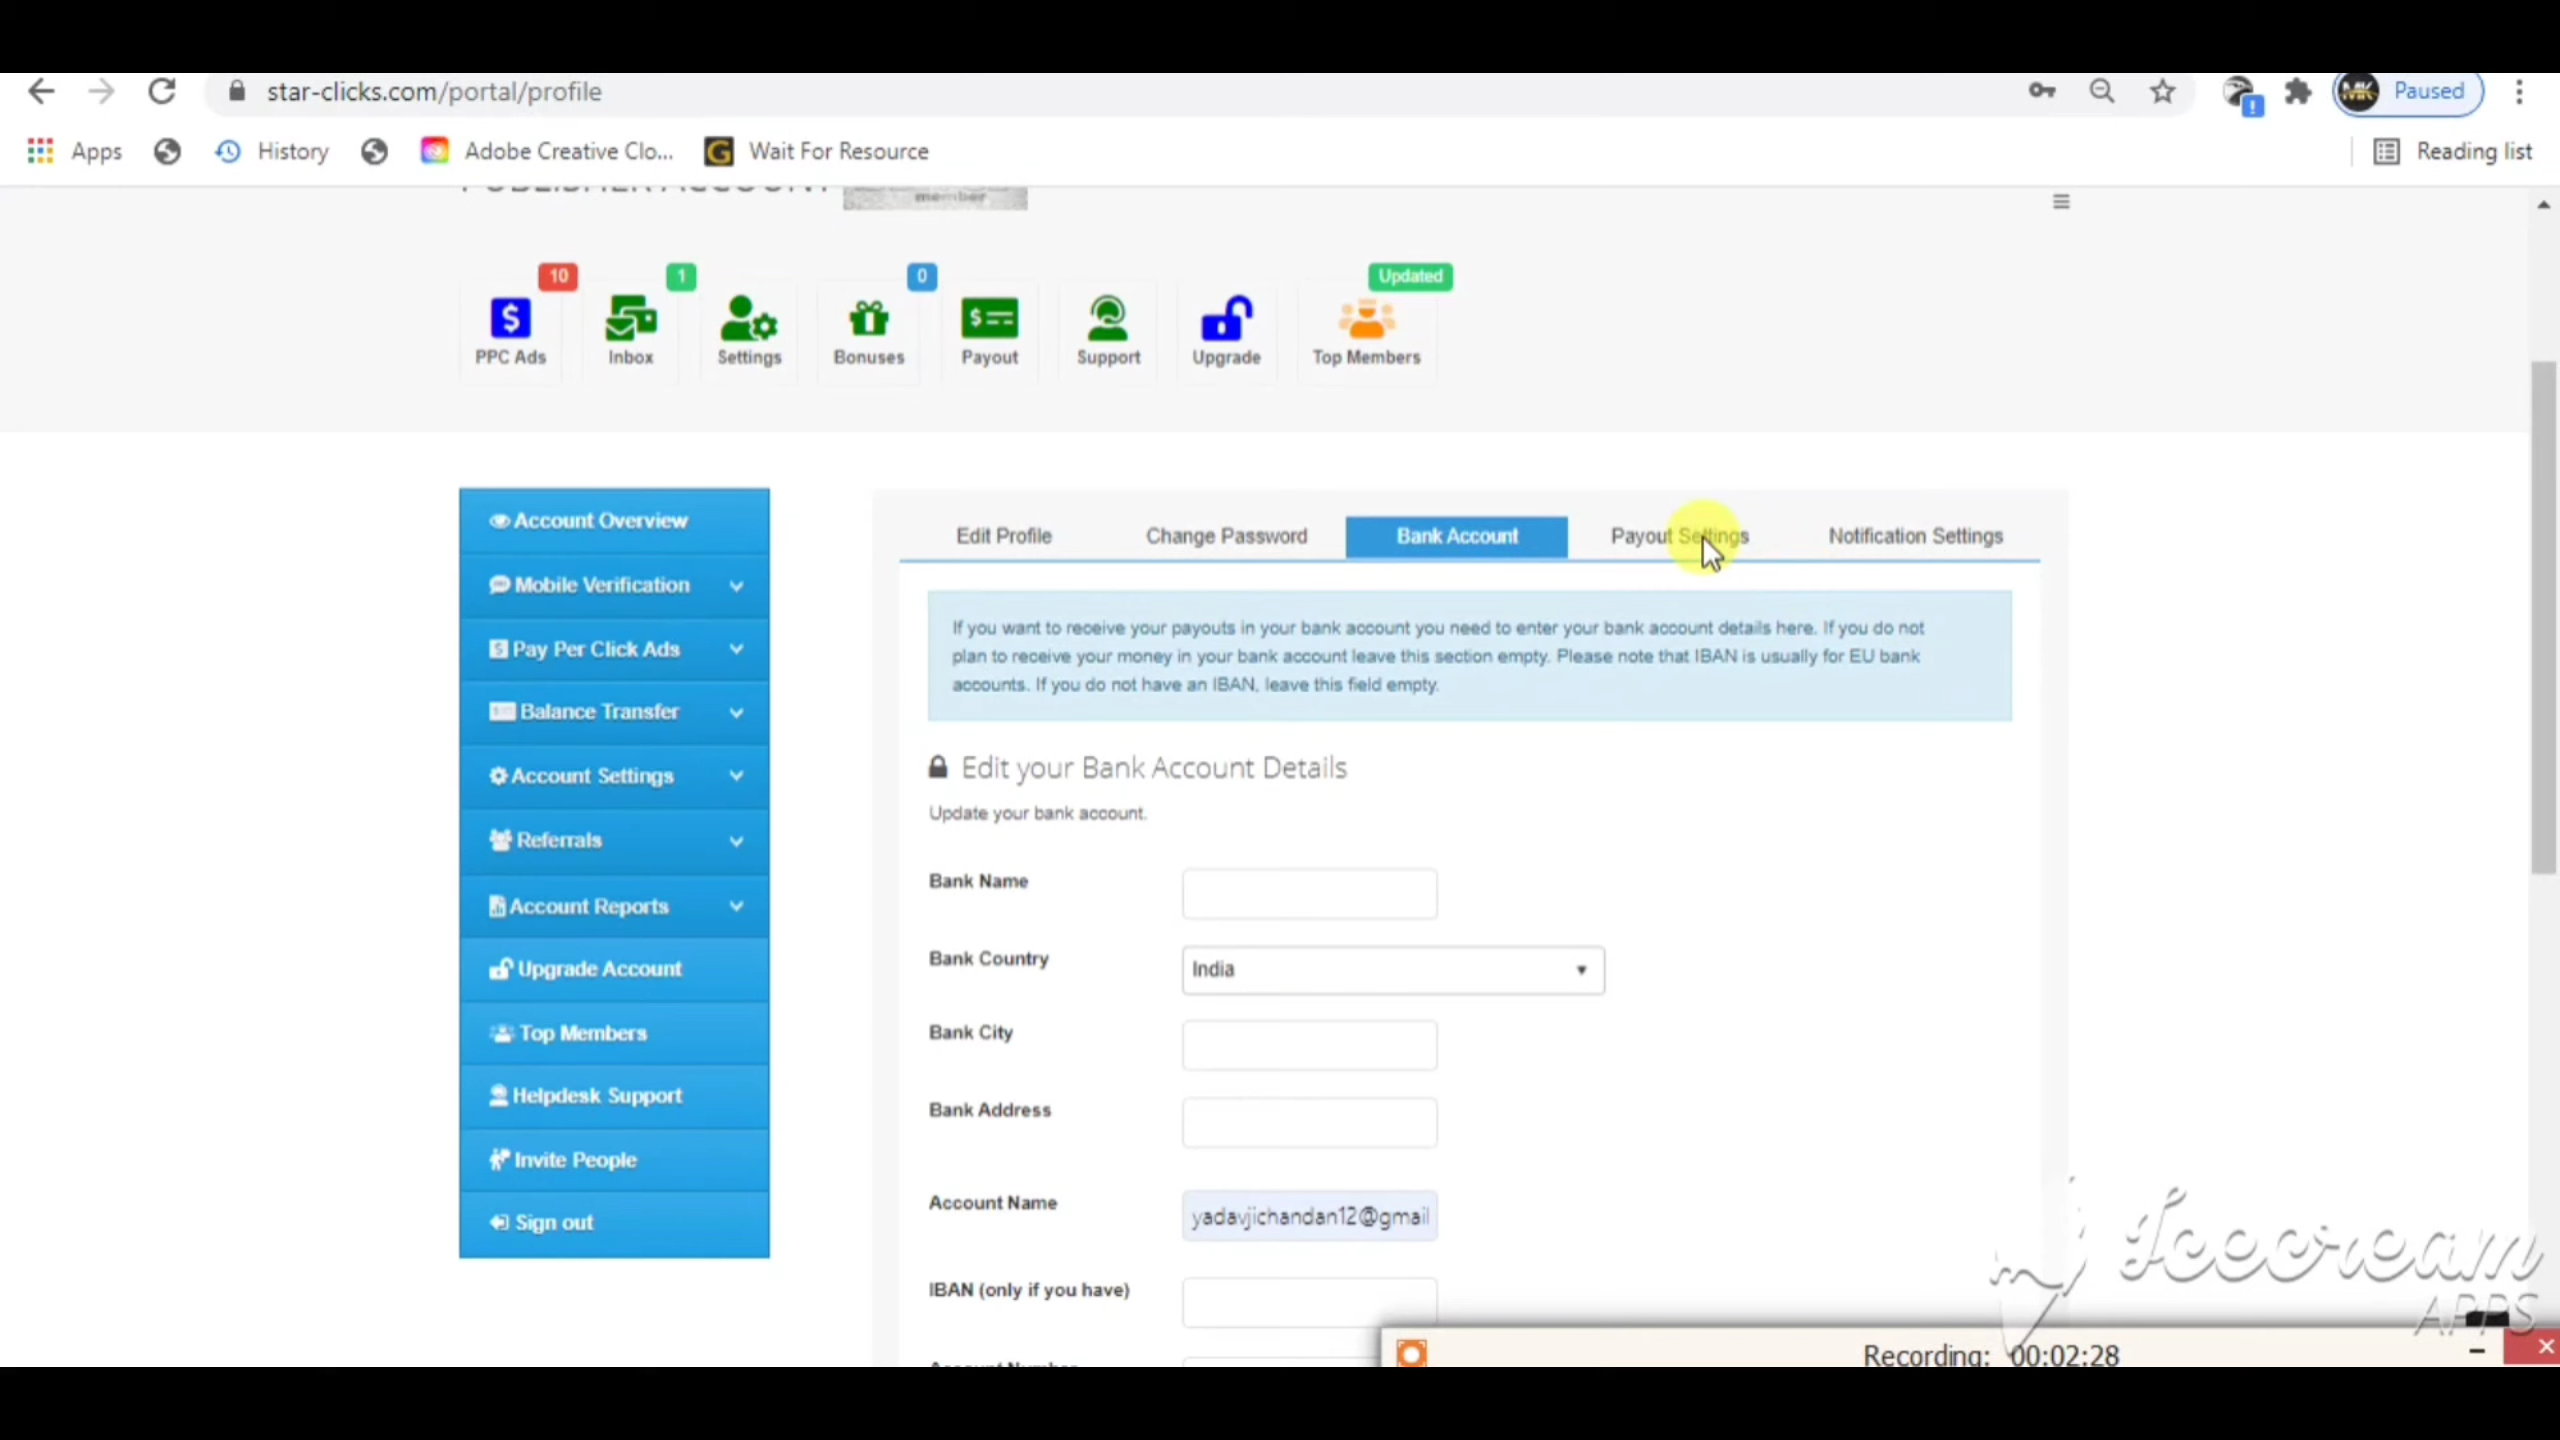 star-clicks.com/portal/profile
Paused
Apps
History
Adobe Creative Clo...
Wait For Resource
Reading list
PUBLISHER ACCOUNT
member
10
1
0
Updated
PPC Ads
Inbox
Settings
Bonuses
Payout
Support
Upgrade
Top Members
Account Overview
Mobile Verification
Pay Per Click Ads
Balance Transfer
Account Settings
Referrals
Account Reports
Upgrade Account
Top Members
Helpdesk Support
Invite People
Sign out
Edit Profile
Change Password
Bank Account
Payout Settings
Notification Settings
If you want to receive your payouts in your bank account you need to enter your bank account details here. If you do not
plan to receive your money in your bank account leave this section empty. Please note that IBAN is usually for EU bank
accounts. If you do not have an IBAN, leave this field empty.
Edit your Bank Account Details
Update your bank account.
Bank Name
Bank Country
India
Bank City
Bank Address
Account Name
yadavjichandan12@gmail
IBAN (only if you have)
Account Number
Icecream
APPS
Recording: 00:02:28